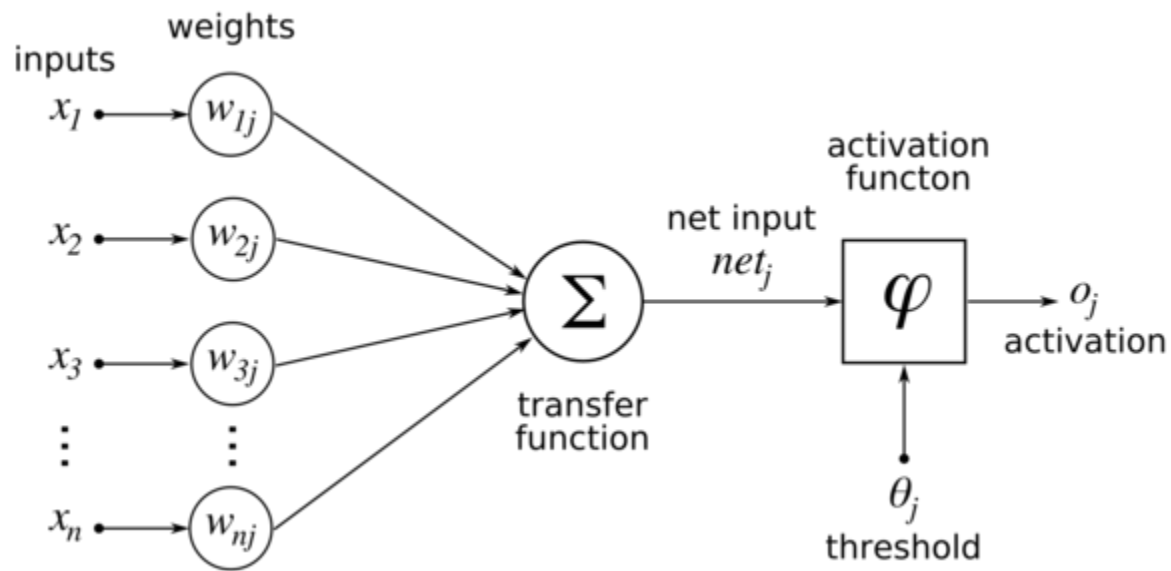 weights
inputs
x₁
w₁ⱼ
x₂
w₂ⱼ
x₃
w₃ⱼ
⋮
⋮
xₙ
wₙⱼ
Σ
transfer
function
net input
netⱼ
activation
functon
φ
oⱼ
activation
θⱼ
threshold